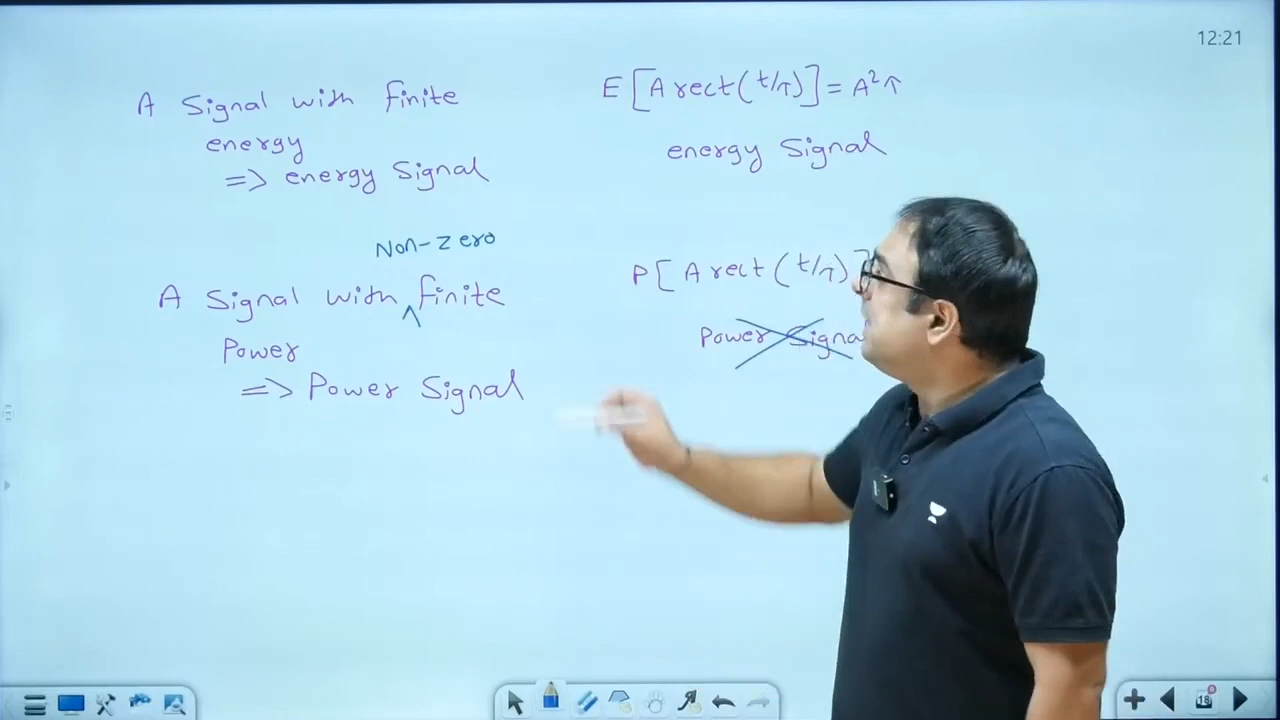 12:21
A Signal with finite
energy
=> energy Signal
Non-Zero
A Signal with ^ finite
Power
=> Power Signal
E[A rect(t/τ)] = A²τ
energy Signal
P[A rect(t/τ)]
Power Signa
18